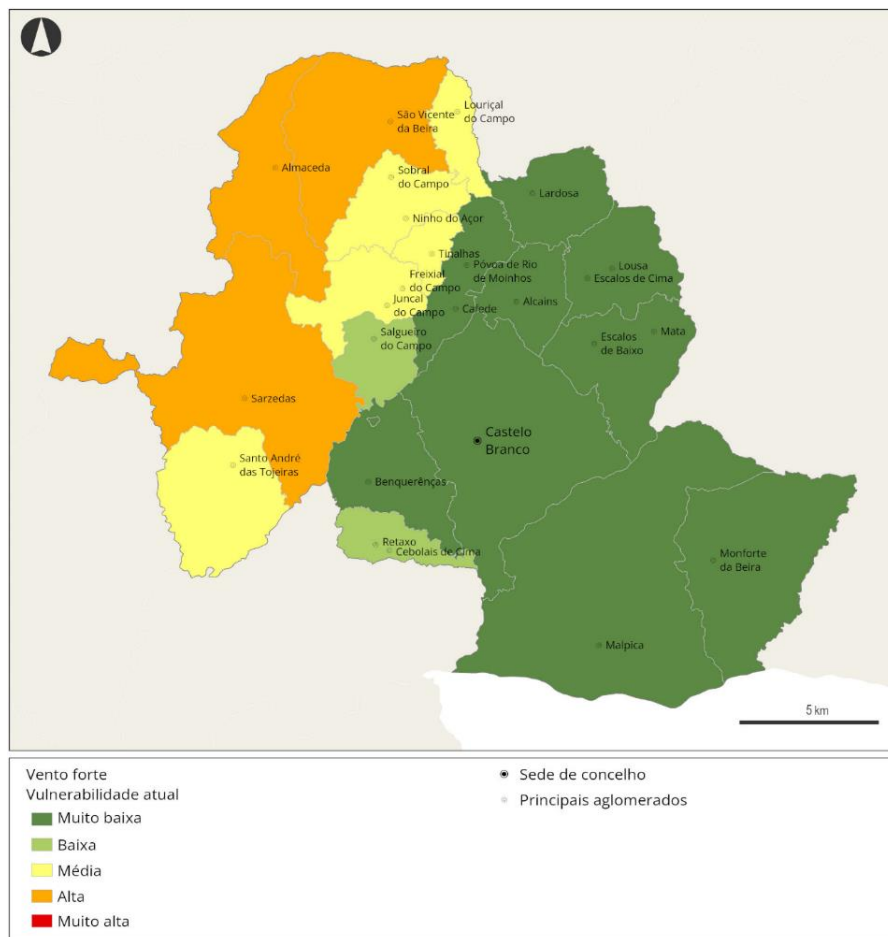 Louriçal
do Campo
São Vicente
da Beira
Almaceda
Sobral
do Campo
Lardosa
Ninho do Açor
Tinalhas
Póvoa de Rio
de Moinhos
Lousa
Escalos de Cima
Freixial
do Campo
Juncal
do Campo
Cafede
Alcains
Salgueiro
do Campo
Escalos
de Baixo
Mata
Sarzedas
Castelo
Branco
Santo André
das Tojeiras
Benquerênças
Retaxo
Cebolais de Cima
Monforte
da Beira
Malpica
5 km
Vento forte
Vulnerabilidade atual
Muito baixa
Baixa
Média
Alta
Muito alta
Sede de concelho
Principais aglomerados